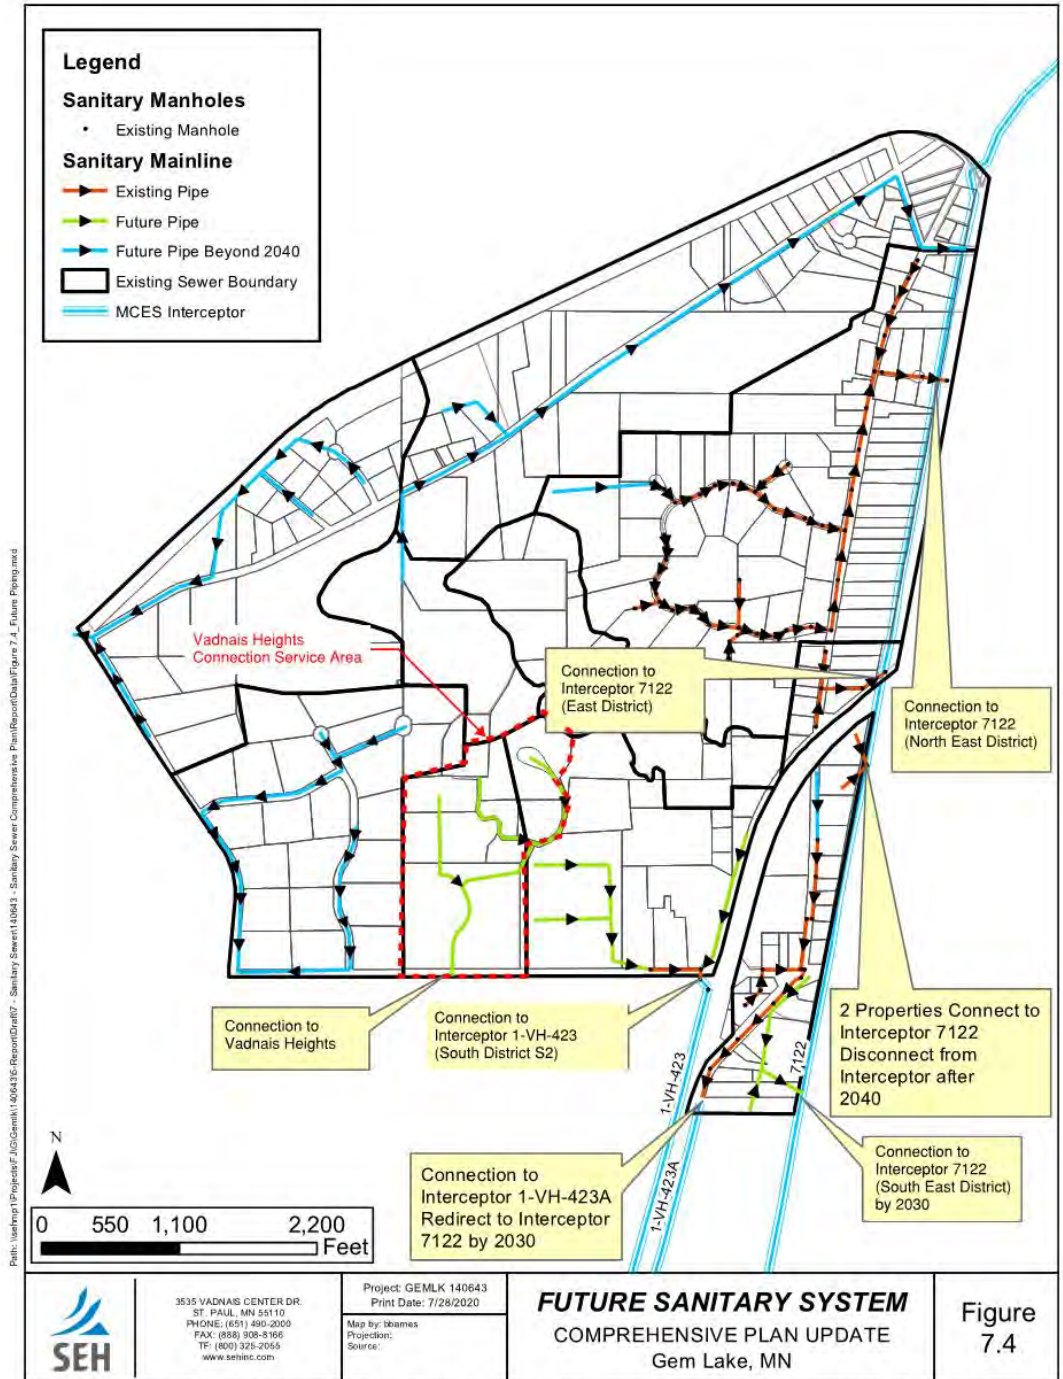 Legend
Sanitary Manholes
Existing Manhole
Sanitary Mainline
Existing Pipe
Future Pipe
Future Pipe Beyond 2040
Existing Sewer Boundary
MCES Interceptor
Vadnais Heights
Connection Service Area
Connection to
Interceptor 7122
(East District)
Connection to
Interceptor 7122
(North East District)
Connection to
Vadnais Heights
Connection to
Interceptor 1-VH-423
(South District S2)
2 Properties Connect to
Interceptor 7122
Disconnect from
Interceptor after
2040
1-VH-423
7122
1-VH-423A
Connection to
Interceptor 1-VH-423A
Redirect to Interceptor
7122 by 2030
Connection to
Interceptor 7122
(South East District)
by 2030
N
0 550 1,100 2,200
Feet
SEH
3535 VADNAIS CENTER DR.
ST. PAUL, MN 55110
PHONE: (651) 490-2000
FAX: (888) 908-8166
TF: (800) 325-2055
www.sehinc.com
Project: GEMLK 140643
Print Date: 7/28/2020
Map by: bbarnes
Projection:
Source:
FUTURE SANITARY SYSTEM
COMPREHENSIVE PLAN UPDATE
Gem Lake, MN
Figure
7.4